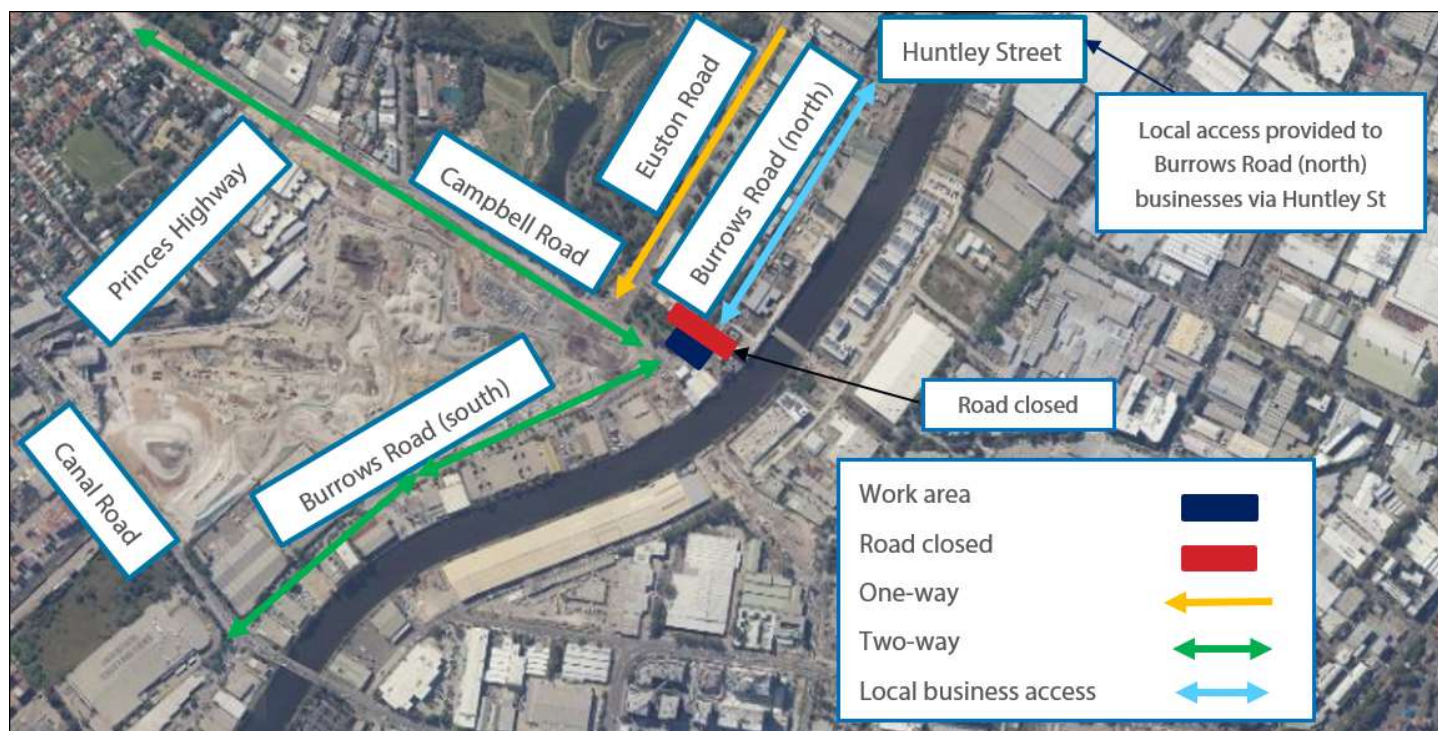 Huntley Street
Local access provided to
Burrows Road (north)
businesses via Huntley St
Euston Road
Burrows Road (north)
Campbell Road
Princes Highway
Burrows Road (south)
Canal Road
Road closed
Work area
Road closed
One-way
Two-way
Local business access